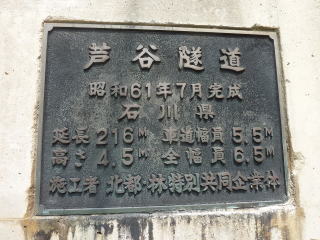 芦谷隧道
昭和61年7月完成
石川県
延長 216M 車道幅員 5.5M
高さ 4.5M 全幅員 6.5M
施工者 北都・林特別共同企業体